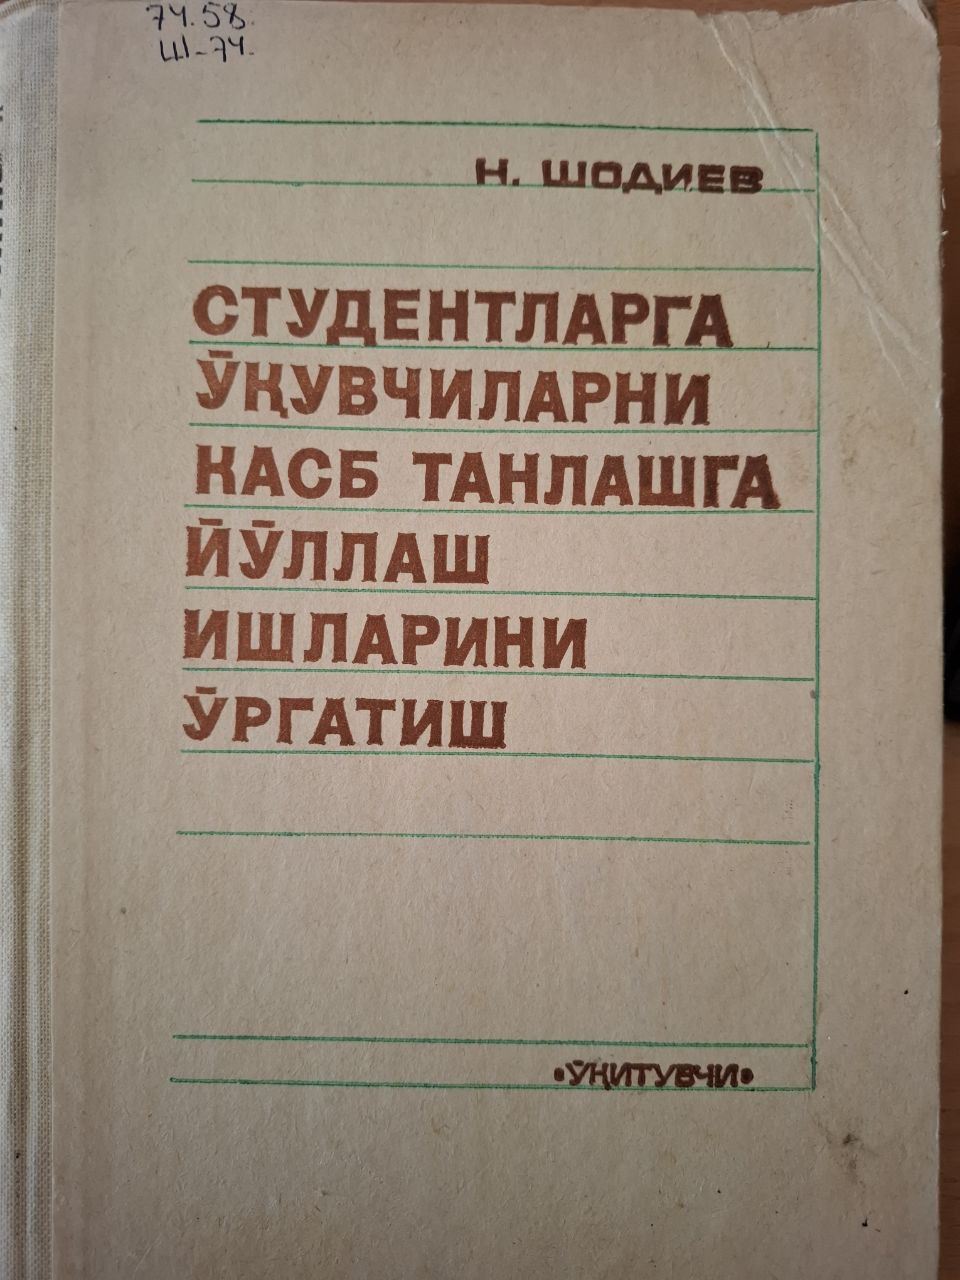 74.58.
Ш-74.
Н. ШОДИЕВ
СТУДЕНТЛАРГА
ЎҚУВЧИЛАРНИ
КАСБ ТАНЛАШГА
ЙЎЛЛАШ
ИШЛАРИНИ
ЎРГАТИШ
«ЎҚИТУВЧИ»